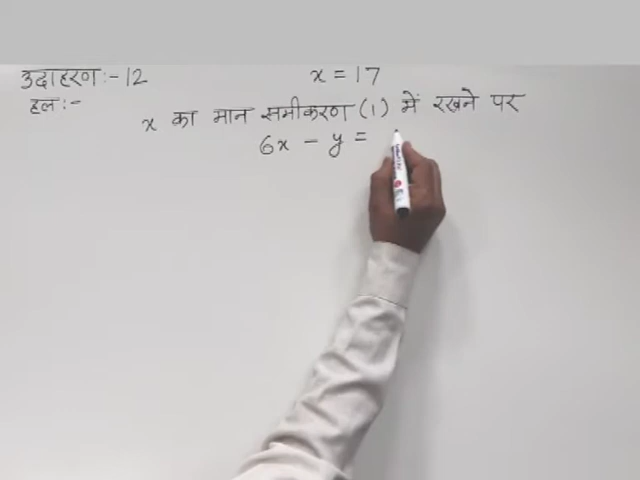 उदाहरण:- 12
x = 17
हल:-
x का मान समीकरण (1) में रखने पर
6x - y =